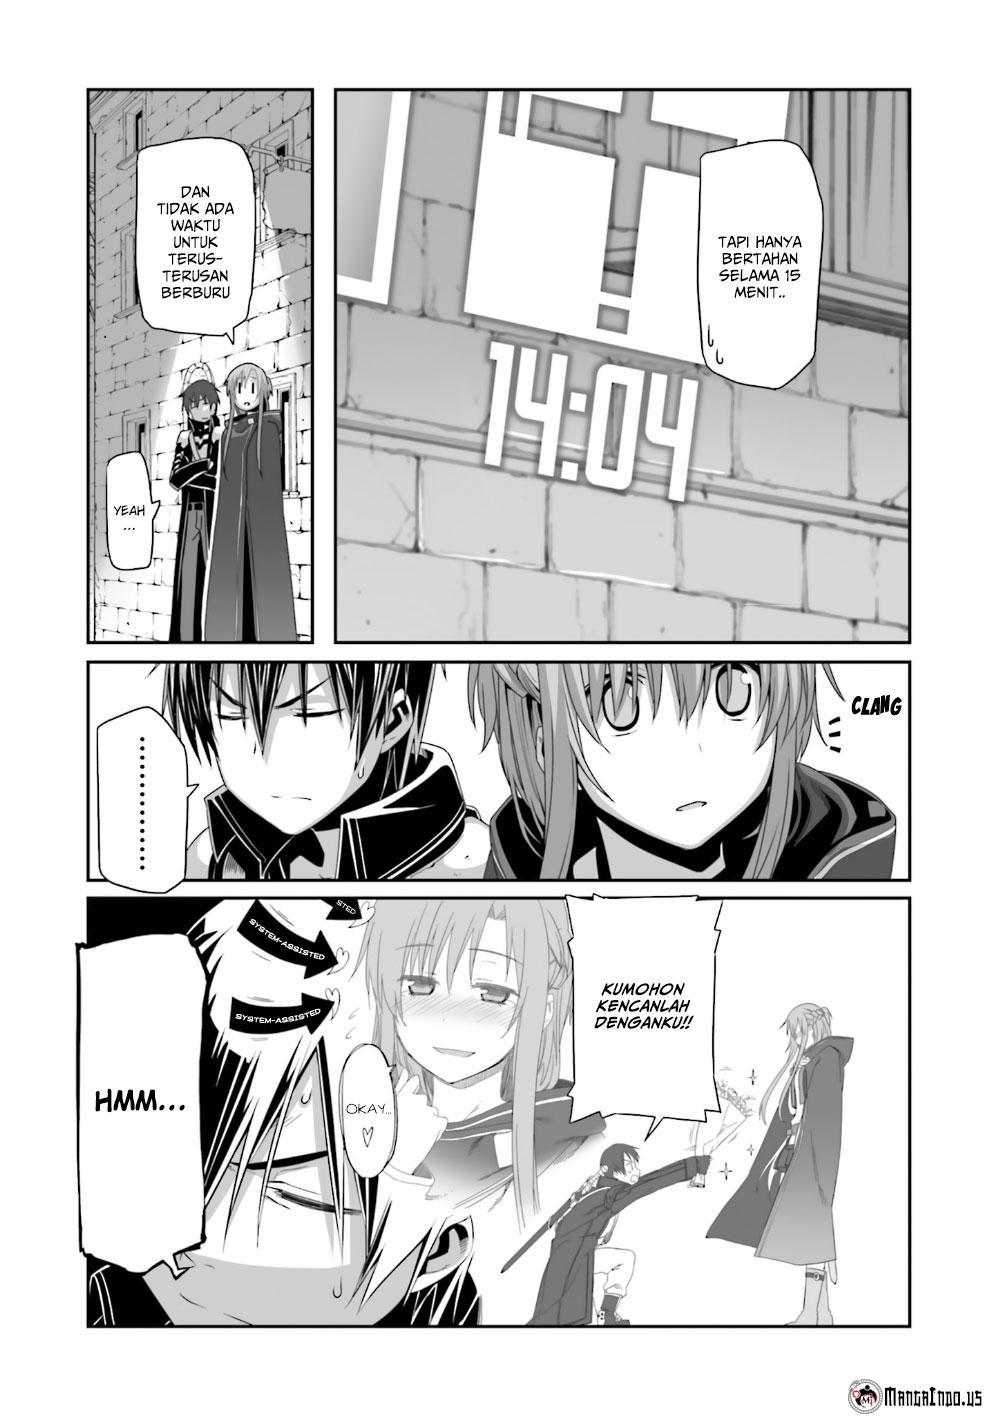 TAPI HANYA
BERTAHAN
SELAMA 15
MENIT..
14:04
DAN
TIDAK ADA
WAKTU
UNTUK
TERUS-
TERUSAN
BERBURU
YEAH
...
CLANG
.............
KUMOHON
KENCANLAH
DENGANKU!!
STED
SYSTEM-ASSISTED
SYSTEM-ASSISTED
OKAY...
♡
HMM...
MangaIndo.us